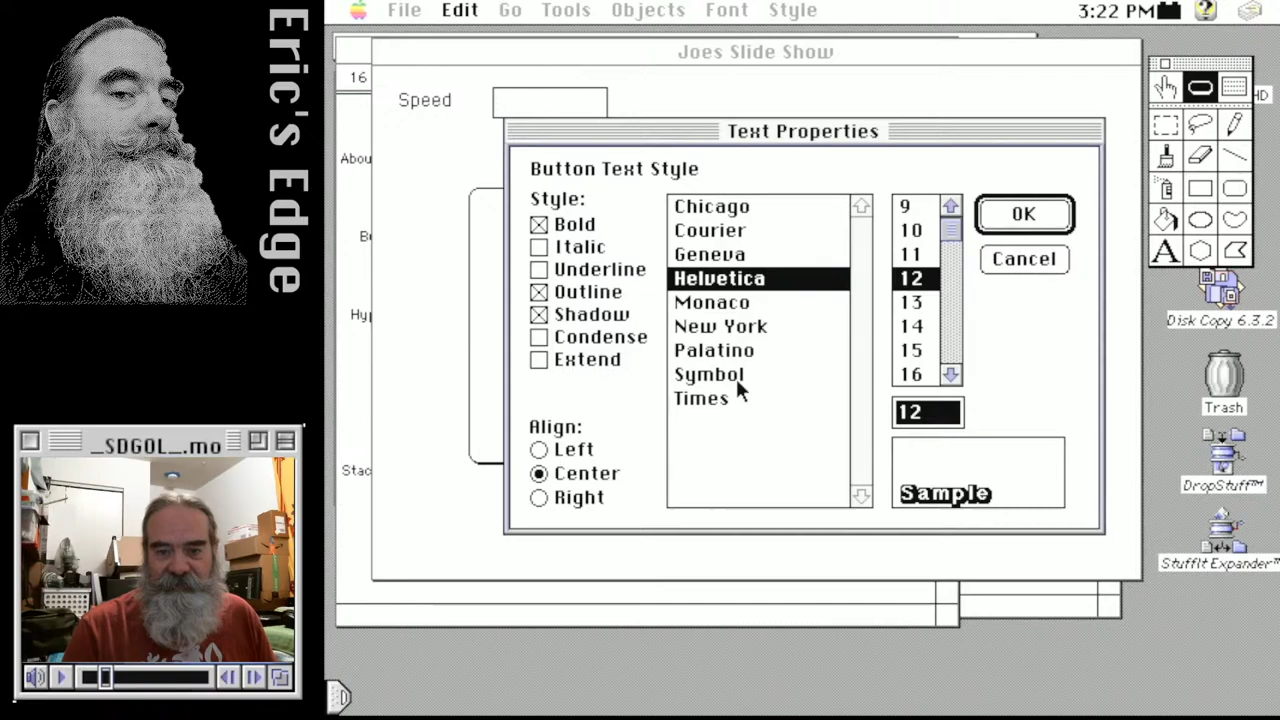 Eric's Edge
File Edit Go Tools Objects Font Style
3:22 PM
Joes Slide Show
16
Speed
HD
Text Properties
Abou
Button Text Style
Style:
Bold
Italic
Underline
Outline
Shadow
Condense
Extend
Chicago
Courier
Geneva
Helvetica
Monaco
New York
Palatino
Symbol
Times
9
10
11
12
13
14
15
16
12
OK
Cancel
Sample
Align:
Left
Center
Right
Hyp
Stac
A
Disk Copy 6.3.2
Trash
DropStuff™
StuffIt Expander™
_SDGOL_.mo